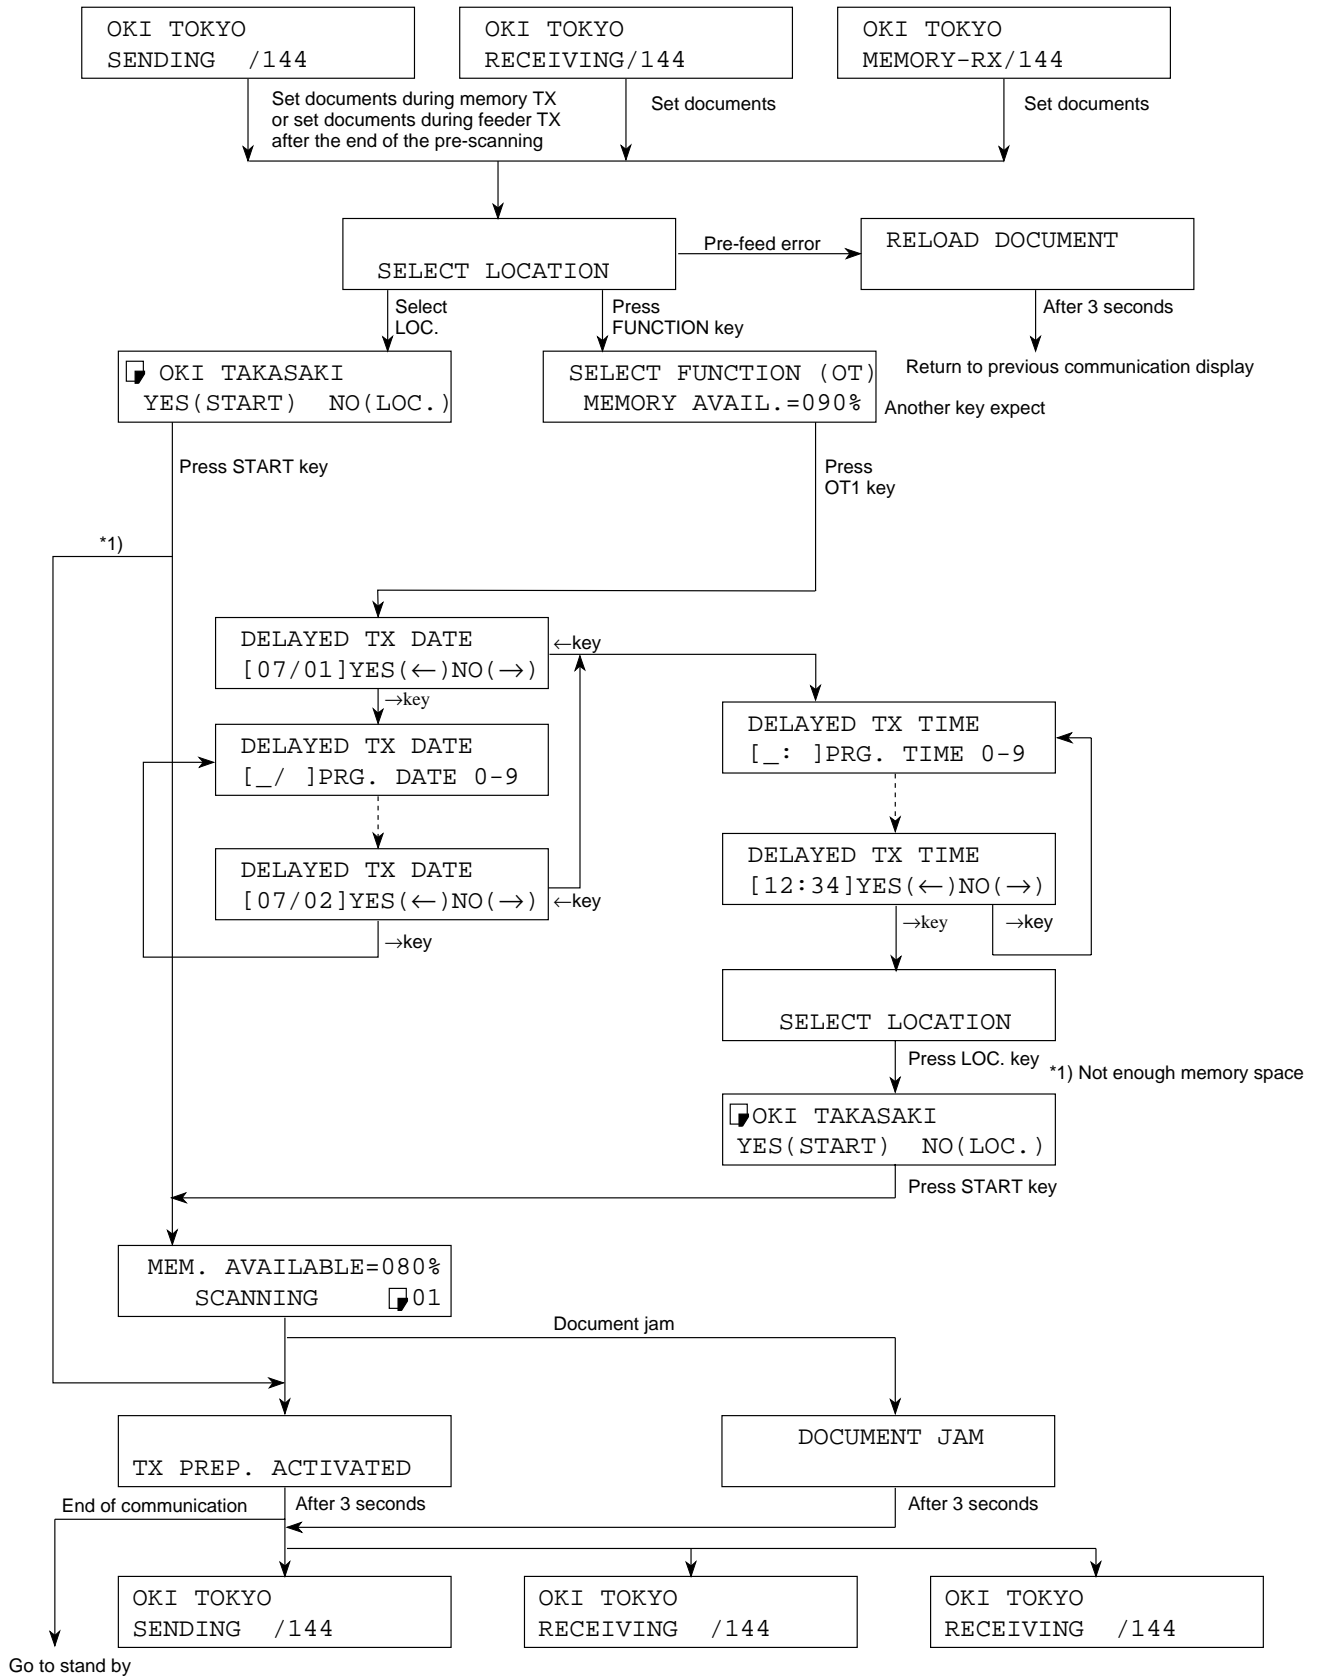 OKI TOKYO
SENDING /144
OKI TOKYO
RECEIVING/144
OKI TOKYO
MEMORY-RX/144
Set documents during memory TX
or set documents during feeder TX
after the end of the pre-scanning
Set documents
Set documents
SELECT LOCATION
Pre-feed error
RELOAD DOCUMENT
Select
LOC.
Press
FUNCTION key
After 3 seconds
OKI TAKASAKI
YES(START) NO(LOC.)
SELECT FUNCTION (OT)
MEMORY AVAIL.=090%
Return to previous communication display
Another key expect
Press START key
Press
OT1 key
*1)
DELAYED TX DATE
[07/01]YES(←)NO(→)
←key
→key
DELAYED TX DATE
[_/ ]PRG. DATE 0-9
DELAYED TX TIME
[_: ]PRG. TIME 0-9
DELAYED TX DATE
[07/02]YES(←)NO(→)
←key
→key
DELAYED TX TIME
[12:34]YES(←)NO(→)
→key
→key
SELECT LOCATION
Press LOC. key
*1) Not enough memory space
OKI TAKASAKI
YES(START) NO(LOC.)
Press START key
MEM. AVAILABLE=080%
SCANNING 01
Document jam
TX PREP. ACTIVATED
DOCUMENT JAM
End of communication
After 3 seconds
After 3 seconds
OKI TOKYO
SENDING /144
OKI TOKYO
RECEIVING /144
OKI TOKYO
RECEIVING /144
Go to stand by